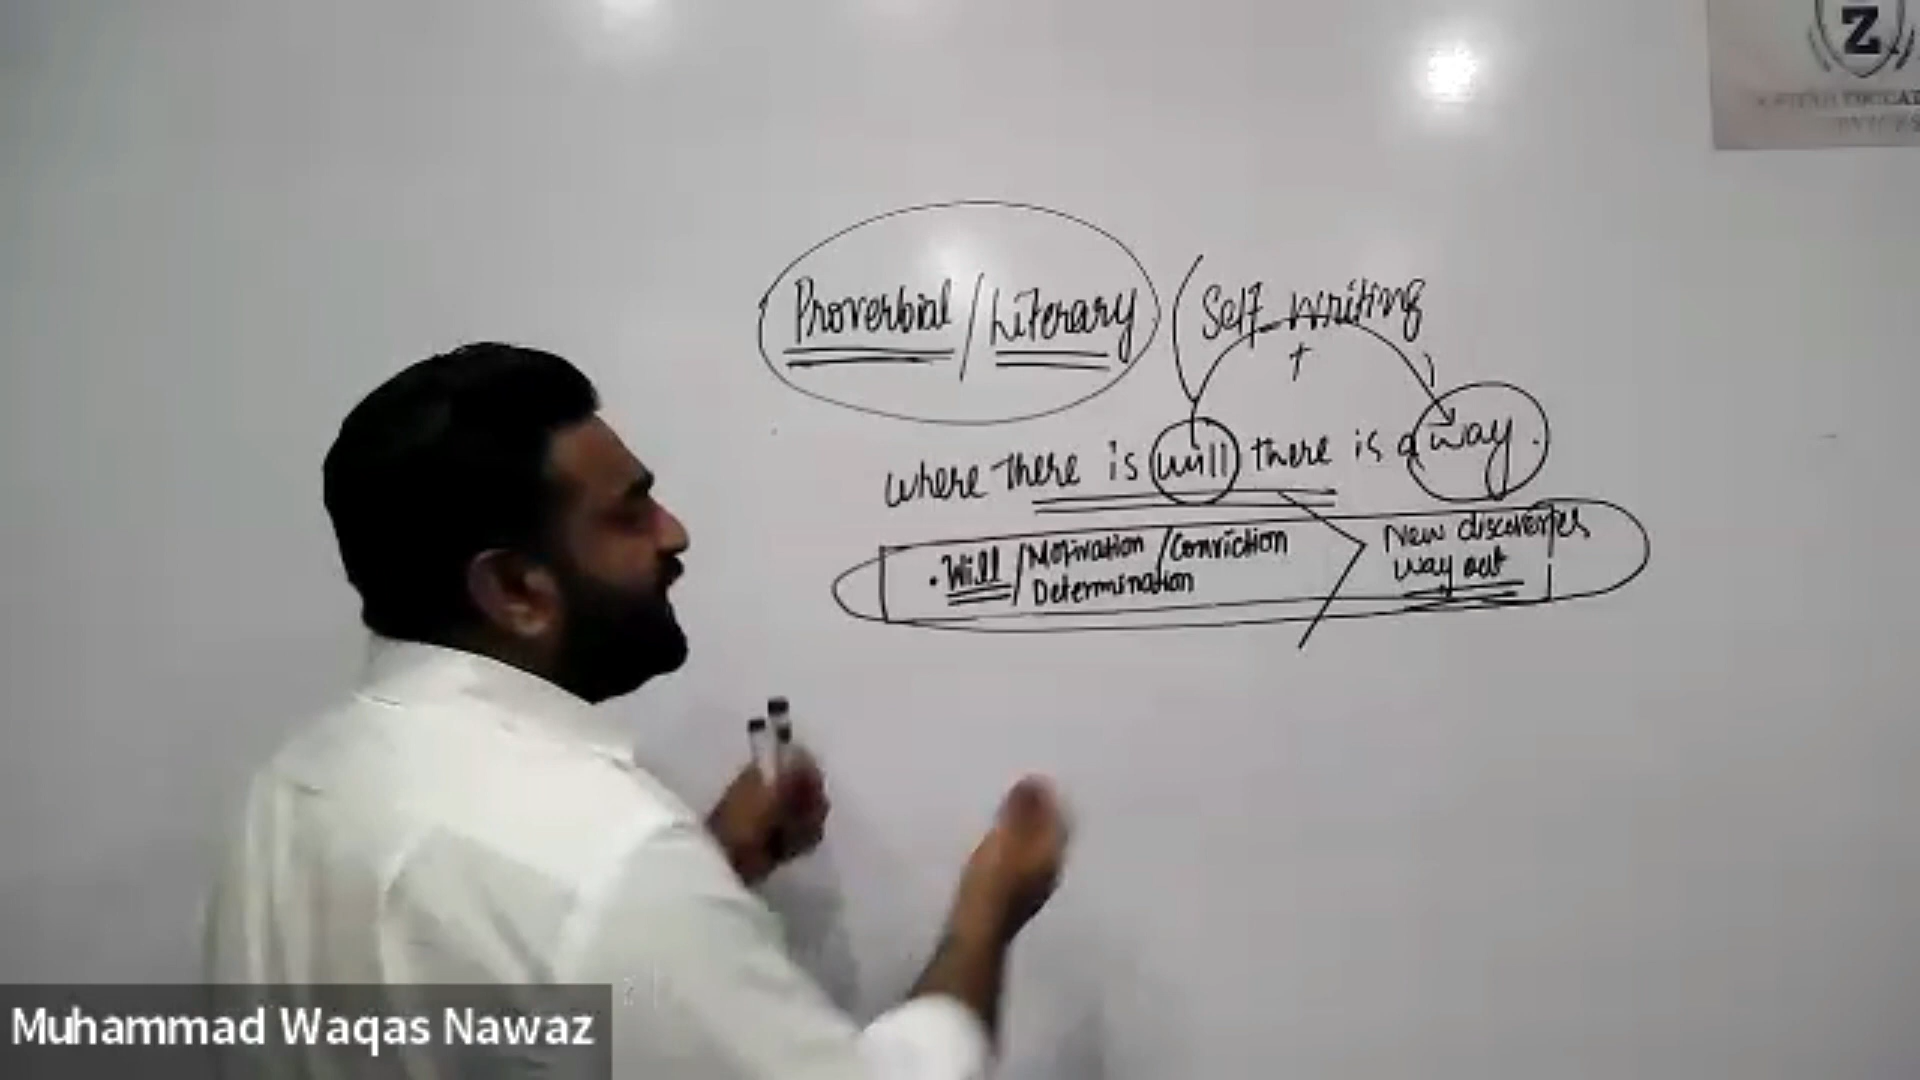 Z
Proverbial / Literary (Self writing
+ )
where there is will there is a way.
• Will / Motivation / Conviction
Determination
New discoveries
way out
Muhammad Waqas Nawaz